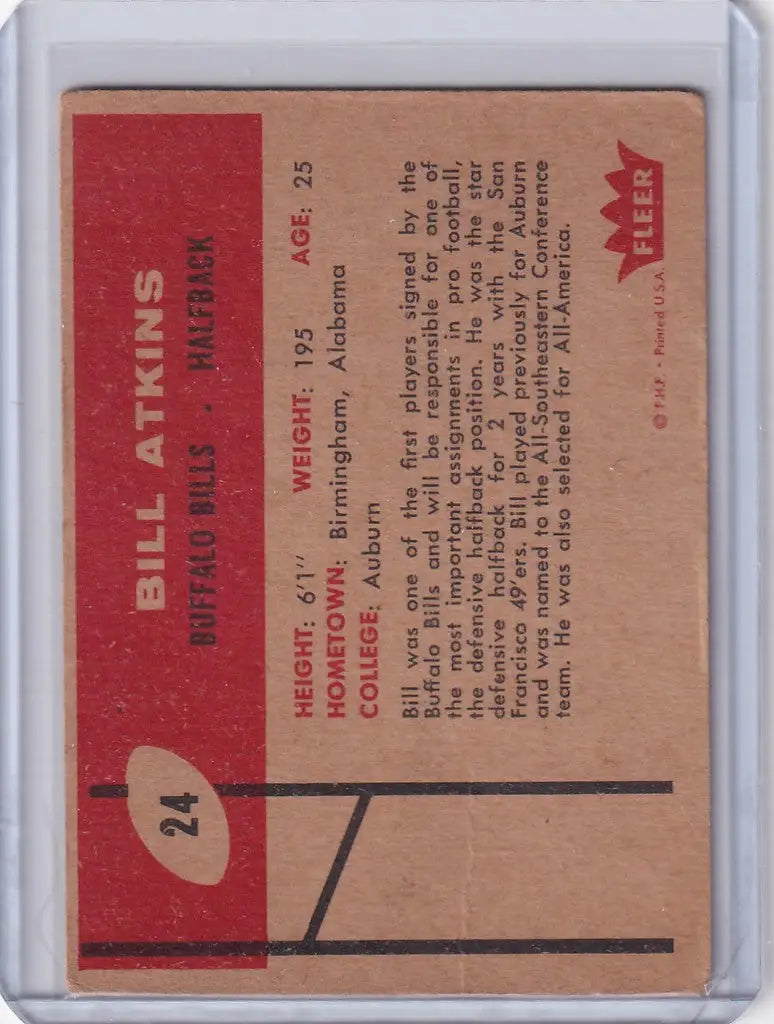 24
BILL ATKINS
BUFFALO BILLS • HALFBACK
HEIGHT: 6'1" WEIGHT: 195 AGE: 25
HOMETOWN: Birmingham, Alabama
COLLEGE: Auburn
Bill was one of the first players signed by the
Buffalo Bills and will be responsible for one of
the most important assignments in pro football,
the defensive halfback position. He was the star
defensive halfback for 2 years with the San
Francisco 49'ers. Bill played previously for Auburn
and was named to the All-Southeastern Conference
team. He was also selected for All-America.
© F.H.F. • Printed U.S.A.
FLEER